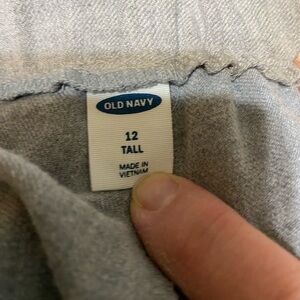 OLD NAVY
12
TALL
MADE IN
VIETNAM